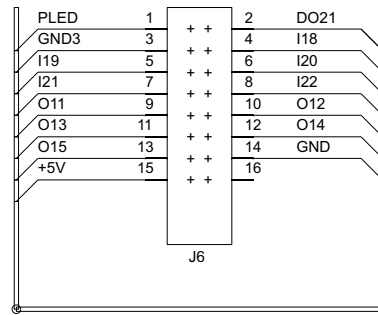 PLED 1 2 DO21
GND3 3 4 I18
I19 5 6 I20
I21 7 8 I22
O11 9 10 O12
O13 11 12 O14
O15 13 14 GND
+5V 15 16
J6